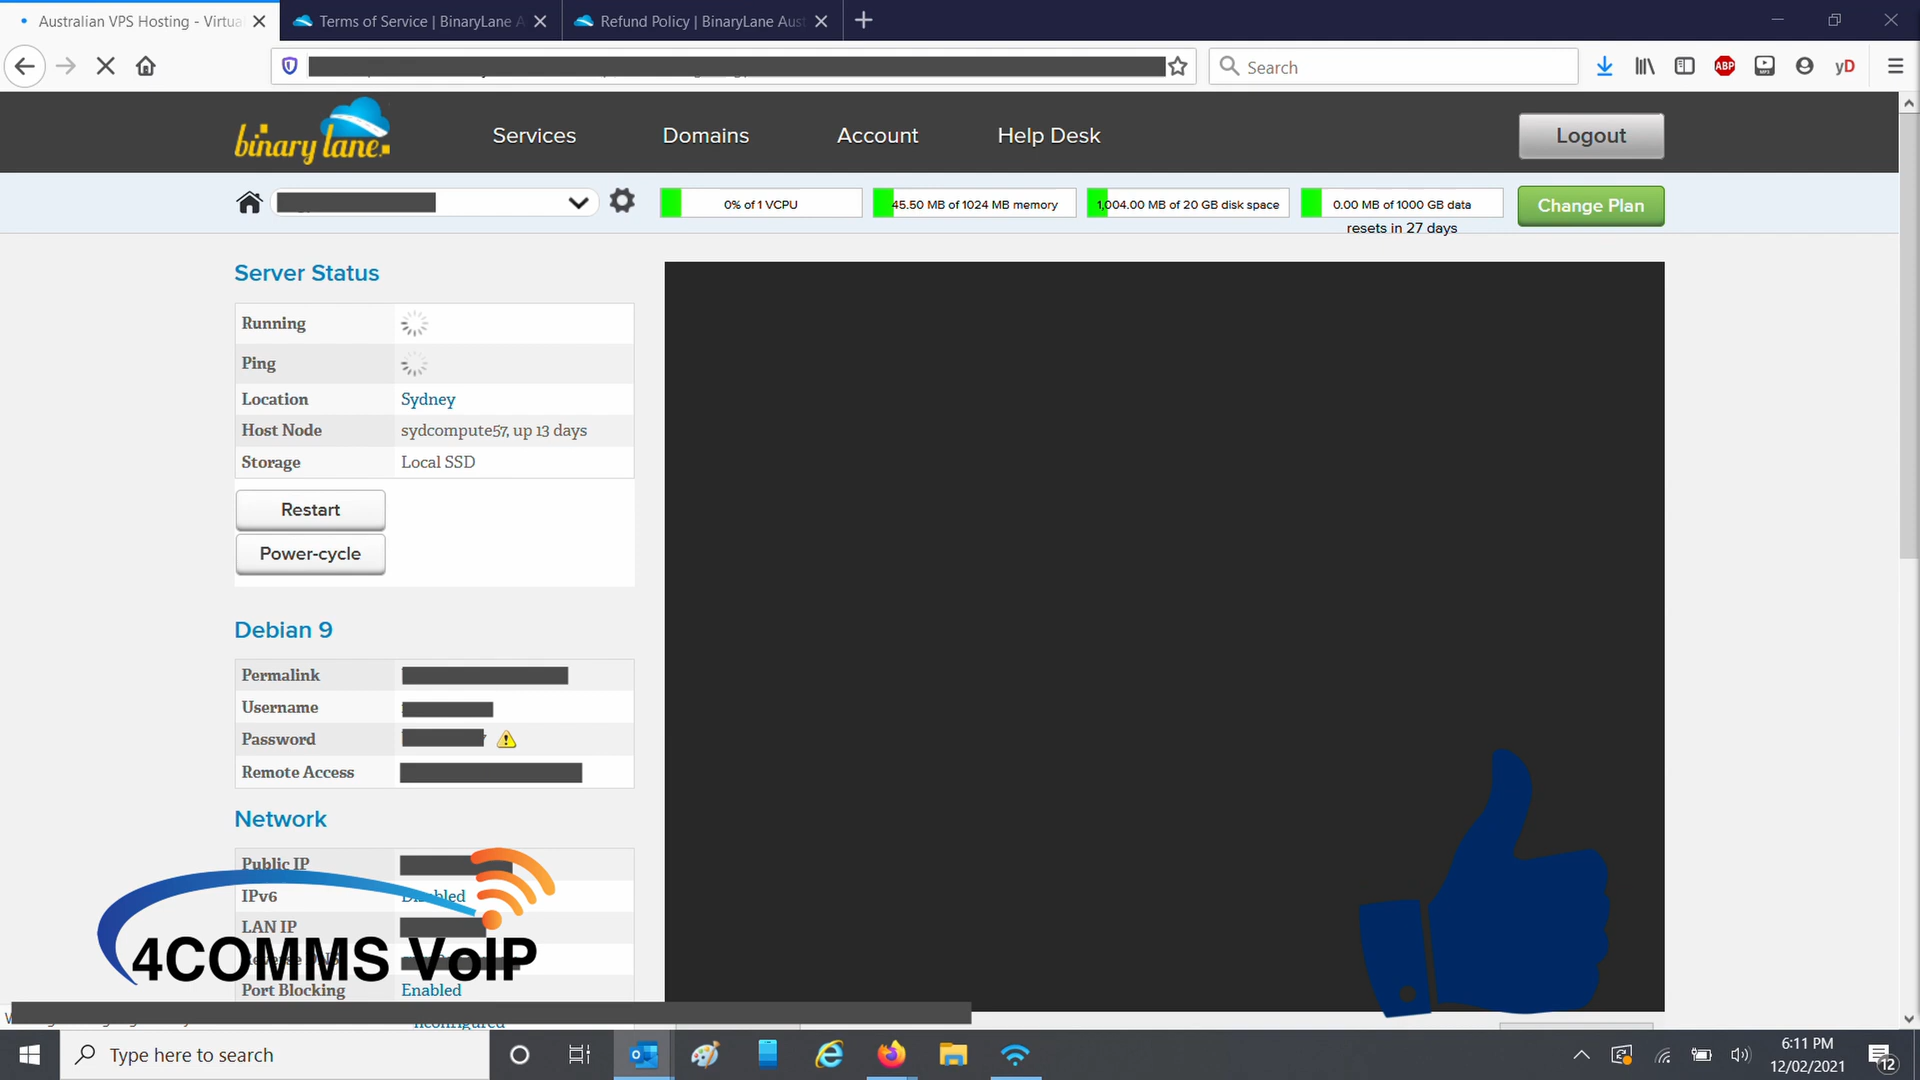 Australian VPS Hosting - Virtua
Terms of Service | BinaryLane A
Refund Policy | BinaryLane Aust
Search
ABP
yD
binary lane.
Services
Domains
Account
Help Desk
Logout
0% of 1 VCPU
45.50 MB of 1024 MB memory
1,004.00 MB of 20 GB disk space
0.00 MB of 1000 GB data
resets in 27 days
Change Plan
Server Status
Running
Ping
Location Sydney
Host Node sydcompute57, up 13 days
Storage Local SSD
Restart
Power-cycle
Debian 9
Permalink
Username
Password
Remote Access
Network
Public IP
IPv6 Disabled
LAN IP
4COMMS VoIP
Reverse DNS
Port Blocking Enabled
Type here to search
6:11 PM
12/02/2021
12